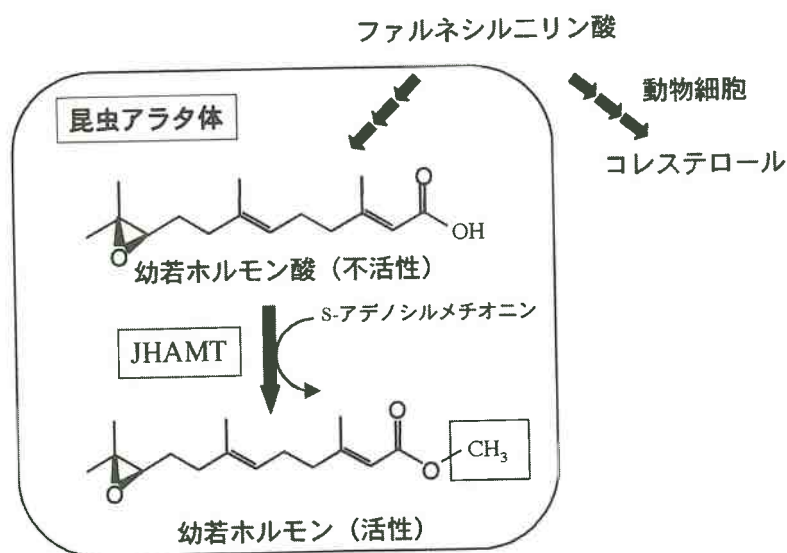 ファルネシル二リン酸
昆虫アラタ体
動物細胞
コレステロール
O
OH
O
幼若ホルモン酸（不活性）
S-アデノシルメチオニン
JHAMT
O
O
CH₃
O
幼若ホルモン（活性）